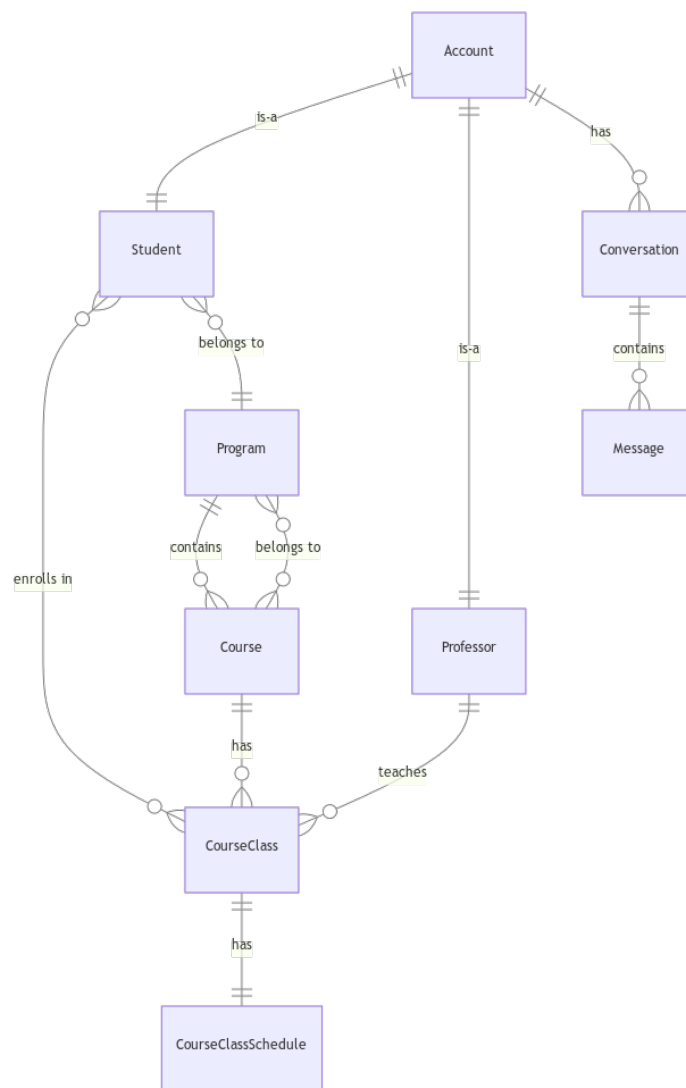 Account
is-a
has
Student
Conversation
belongs to
is-a
contains
Program
Message
contains
belongs to
enrolls in
Course
Professor
has
teaches
CourseClass
has
CourseClassSchedule